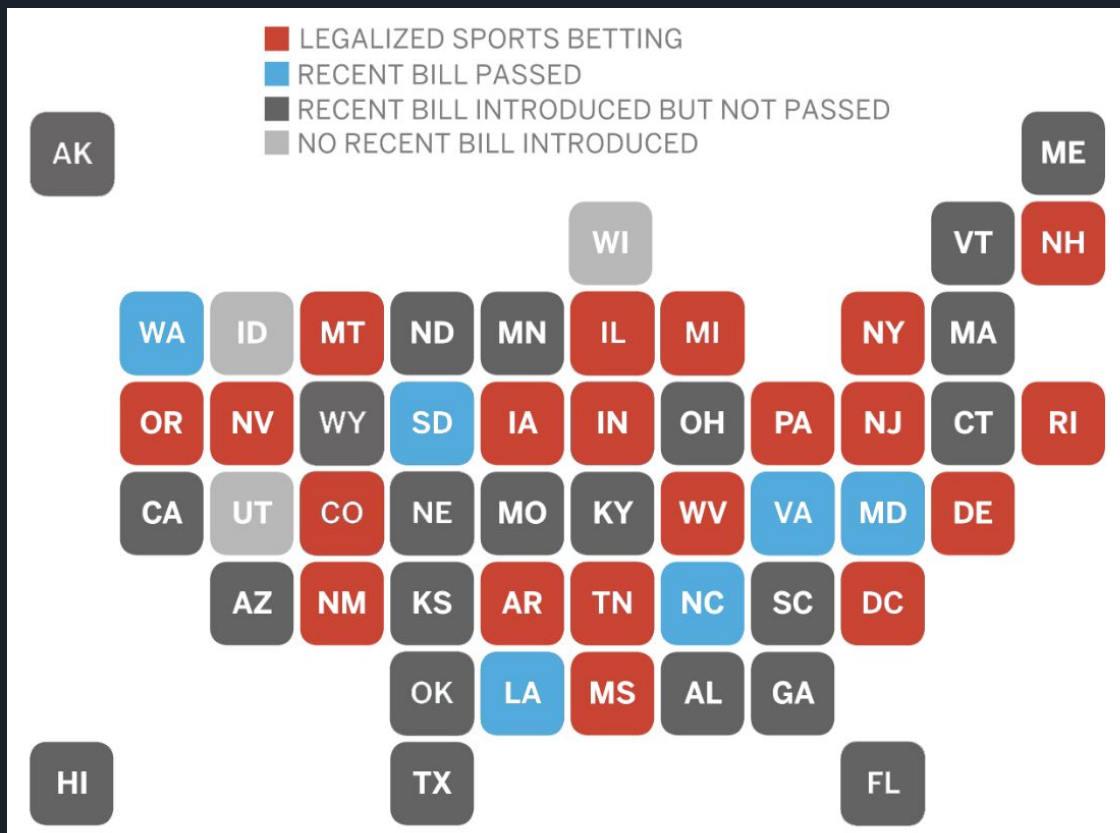 LEGALIZED SPORTS BETTING
RECENT BILL PASSED
RECENT BILL INTRODUCED BUT NOT PASSED
NO RECENT BILL INTRODUCED
AK ME
WI VT NH
WA ID MT ND MN IL MI NY MA
OR NV WY SD IA IN OH PA NJ CT RI
CA UT CO NE MO KY WV VA MD DE
AZ NM KS AR TN NC SC DC
OK LA MS AL GA
HI TX FL